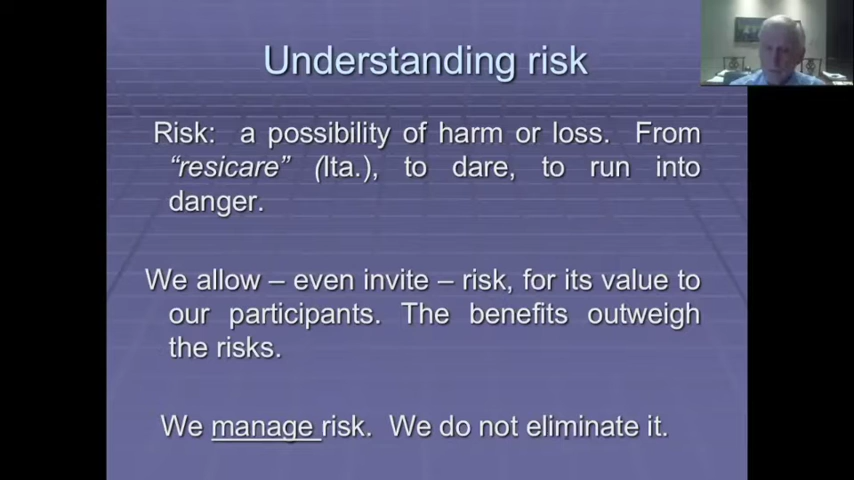 Understanding risk
Risk: a possibility of harm or loss. From
“resicare” (Ita.), to dare, to run into
danger.
We allow – even invite – risk, for its value to
our participants. The benefits outweigh
the risks.
We manage risk. We do not eliminate it.